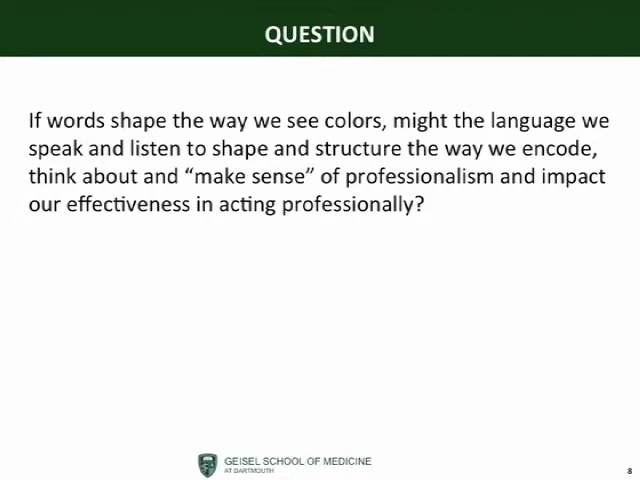 QUESTION
If words shape the way we see colors, might the language we
speak and listen to shape and structure the way we encode,
think about and “make sense” of professionalism and impact
our effectiveness in acting professionally?
GEISEL SCHOOL OF MEDICINE
AT DARTMOUTH
8